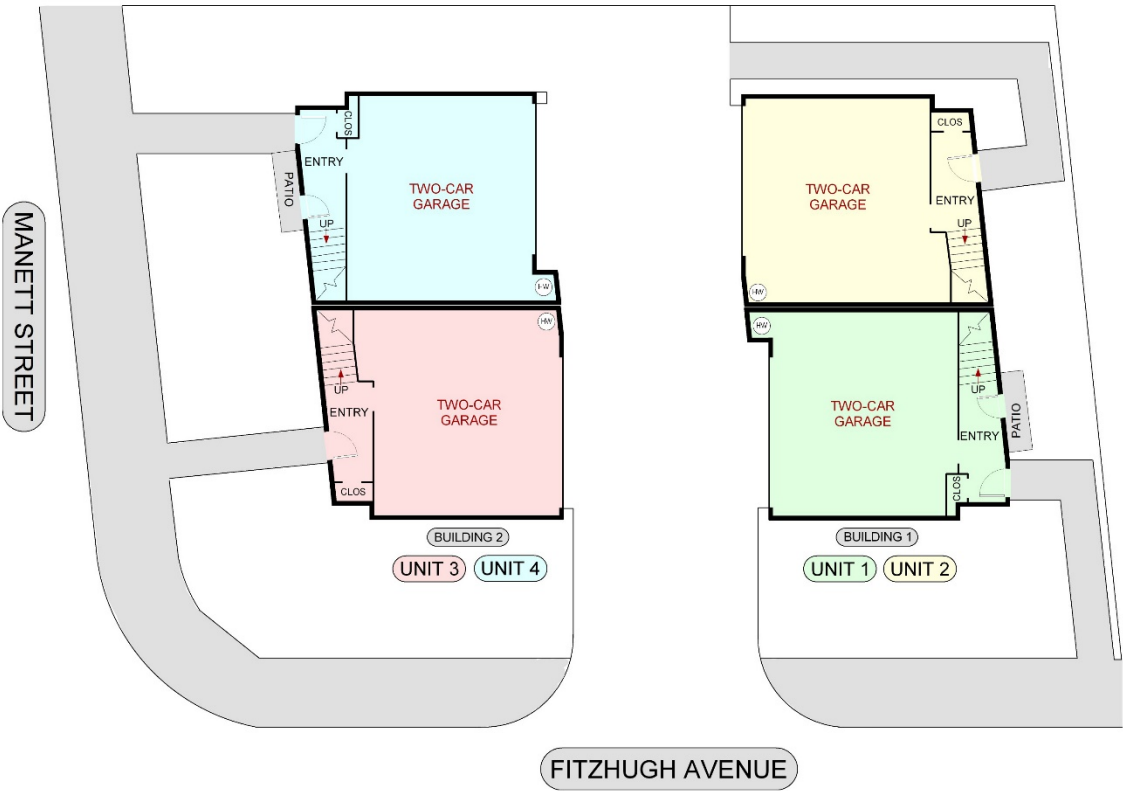 CLOS
ENTRY
PATIO
UP
TWO-CAR
GARAGE
HW
CLOS
ENTRY
UP
TWO-CAR
GARAGE
HW
MANETT STREET
HW
UP
ENTRY
CLOS
TWO-CAR
GARAGE
HW
UP
PATIO
ENTRY
CLOS
TWO-CAR
GARAGE
BUILDING 2
UNIT 3 UNIT 4
BUILDING 1
UNIT 1 UNIT 2
FITZHUGH AVENUE